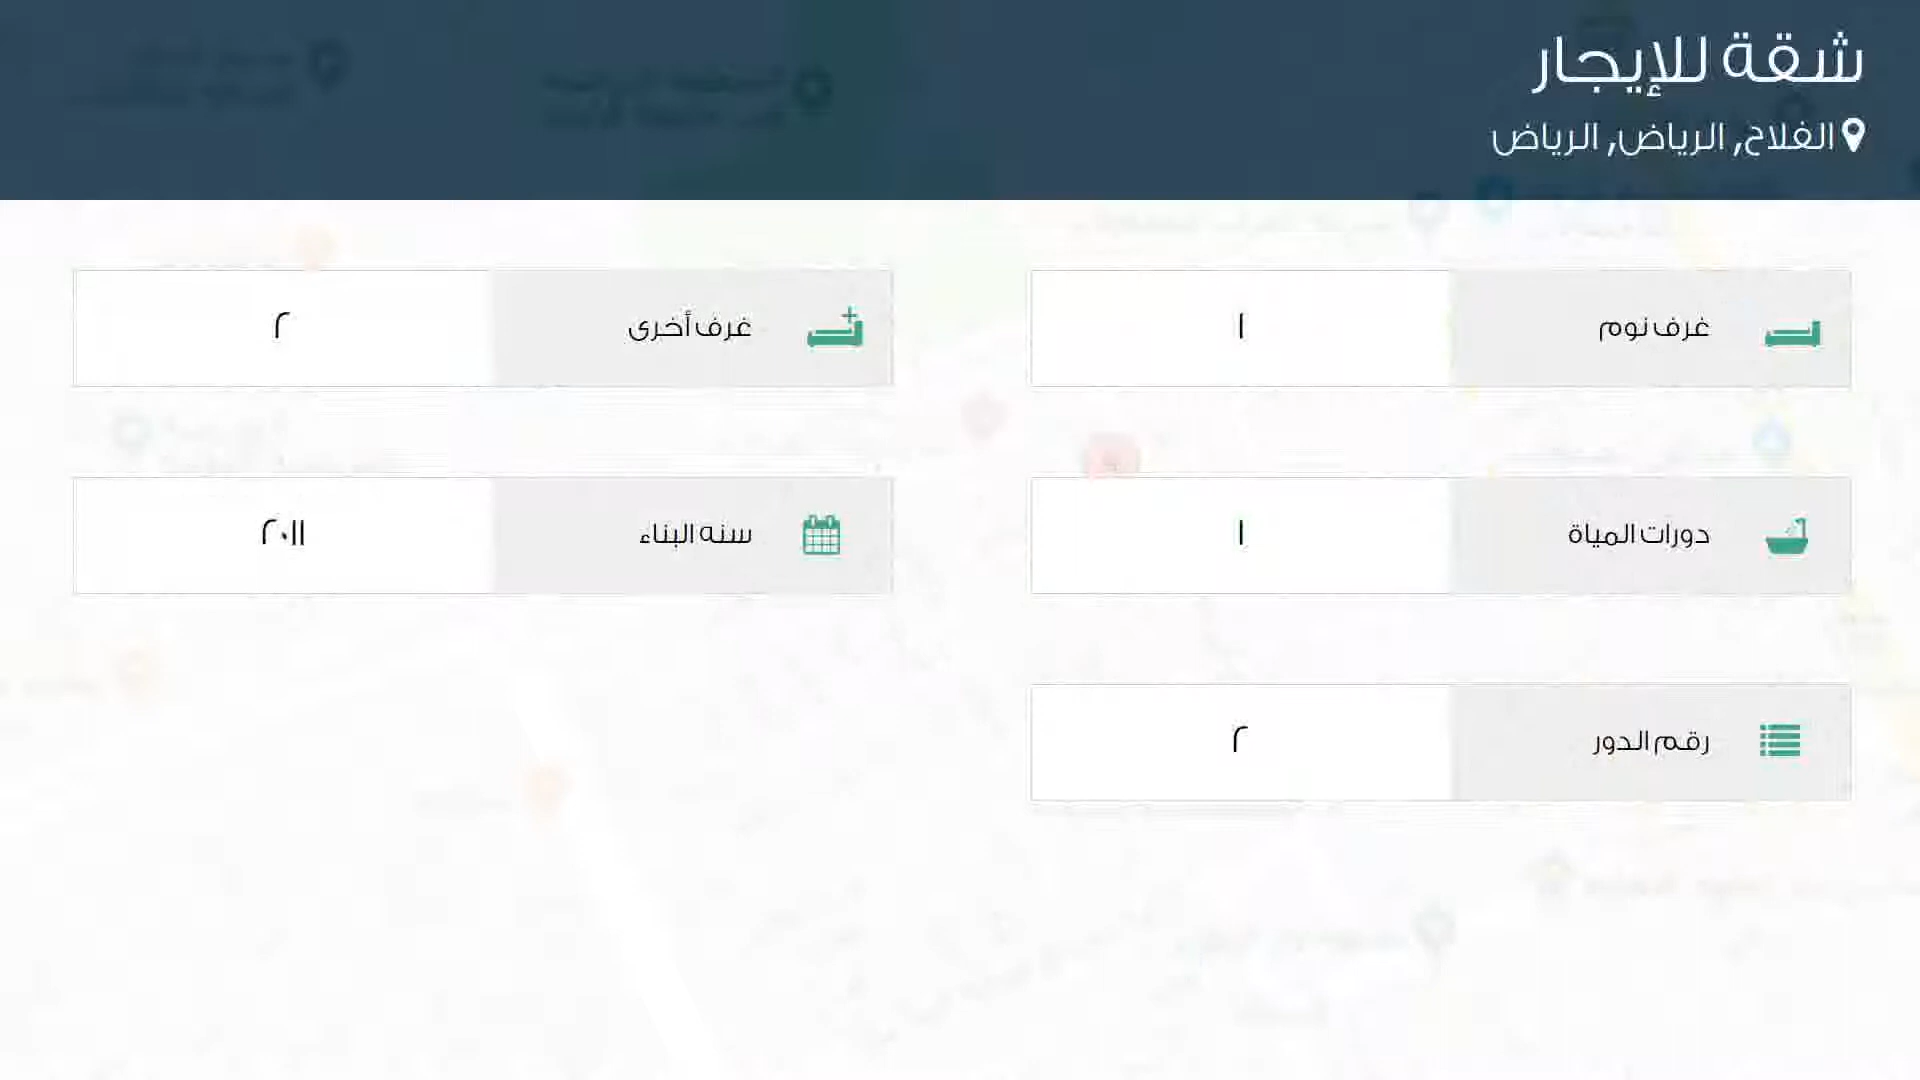 شقة للإيجار
الفلاح, الرياض, الرياض
غرف نوم ١
غرف أخرى ٢
دورات المياة ١
سنه البناء ٢٠١١
رقم الدور ٢